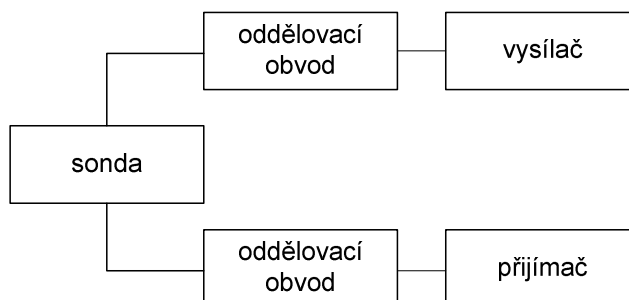 oddělovací
obvod
vysílač
sonda
oddělovací
obvod
přijímač